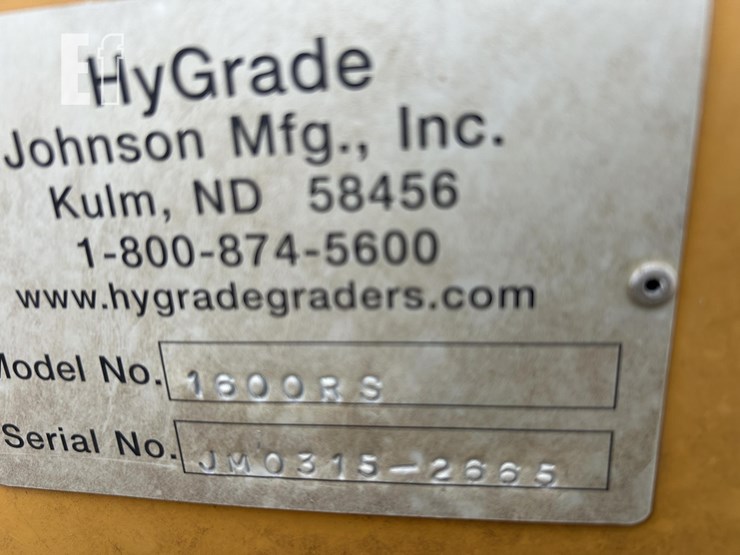 Ef
HyGrade
Johnson Mfg., Inc.
Kulm, ND 58456
1-800-874-5600
www.hygradegraders.com
Model No. 1600RS
Serial No. JM0315-2665